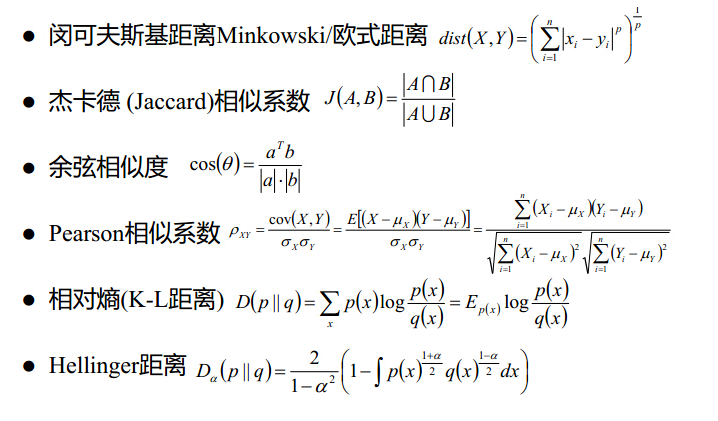 ● 闵可夫斯基距离Minkowski/欧式距离 dist(X,Y)=(∑_{i=1}^{n}|x_i−y_i|^p)^{1/p}
● 杰卡德 (Jaccard)相似系数 J(A,B)=|A⋂B|/|A⋃B|
● 余弦相似度 cos(θ)=a^T b/|a|·|b|
● Pearson相似系数 ρ_{XY}=cov(X,Y)/σ_Xσ_Y=E[(X−μ_X)(Y−μ_Y)]/σ_Xσ_Y=∑_{i=1}^{n}(X_i−μ_X)(Y_i−μ_Y)/√(∑_{i=1}^{n}(X_i−μ_X)^2)√(∑_{i=1}^{n}(Y_i−μ_Y)^2)
● 相对熵(K-L距离) D(p||q)=∑_x p(x)log p(x)/q(x)=E_{p(x)} log p(x)/q(x)
● Hellinger距离 D_α(p||q)=2/(1−α^2)(1−∫p(x)^{(1+α)/2}q(x)^{(1−α)/2}dx)